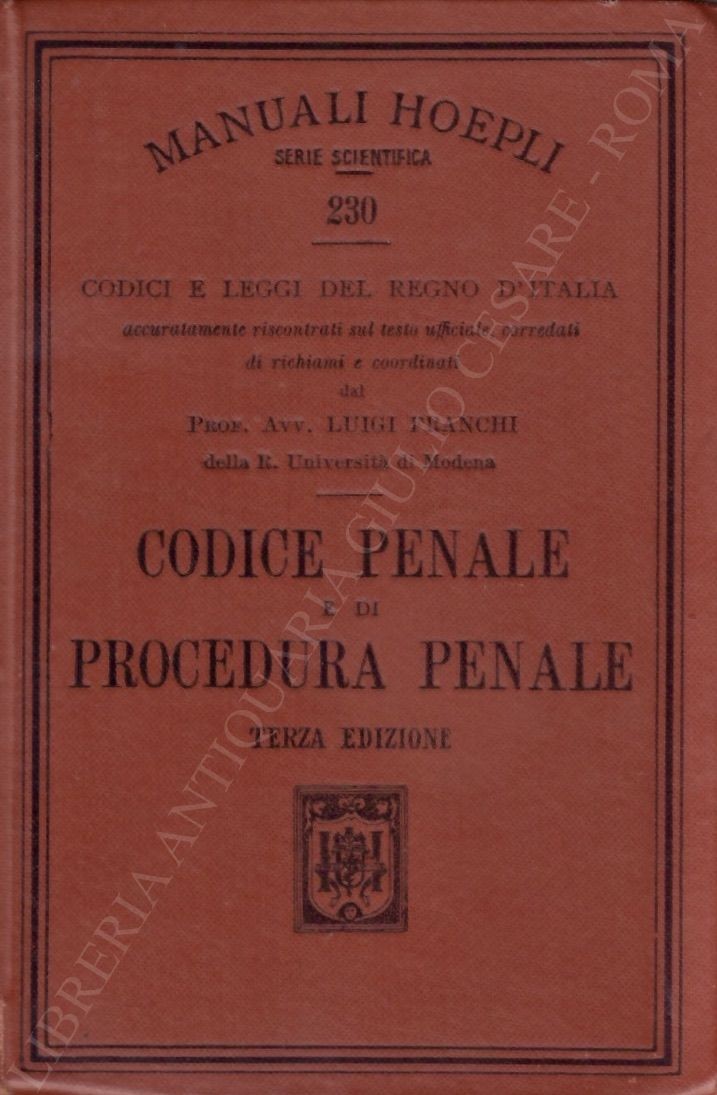 MANUALI HOEPLI
SERIE SCIENTIFICA
230
CODICI E LEGGI DEL REGNO D'ITALIA
accuratamente riscontrati sul testo ufficiale, corredati
di richiami e coordinati
dal
PROF. AVV. LUIGI FRANCHI
della R. Università di Modena
CODICE PENALE
E DI
PROCEDURA PENALE
TERZA EDIZIONE
H
LIBRERIA ANTIQUARIA GIULIO CESARE - ROMA